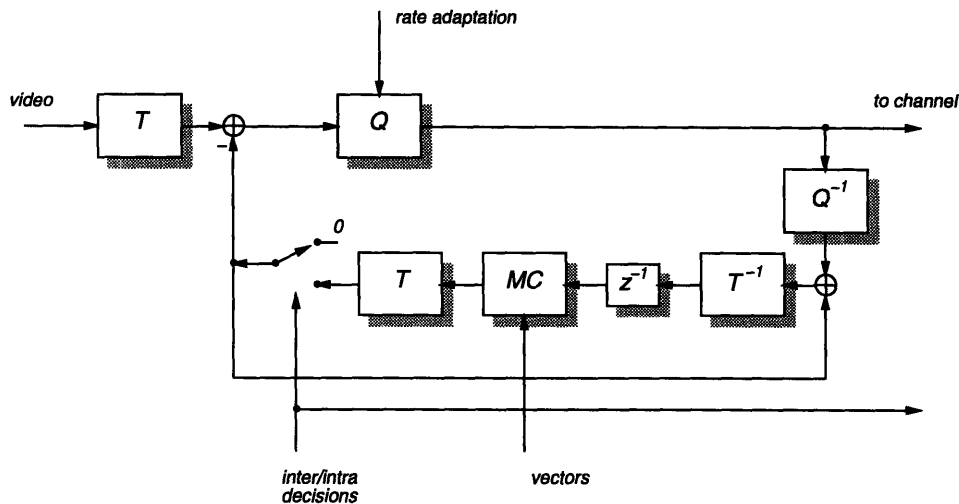 rate adaptation
video
T
Q
to channel
–
Q⁻¹
0
T
MC
z⁻¹
T⁻¹
inter/intra
decisions
vectors